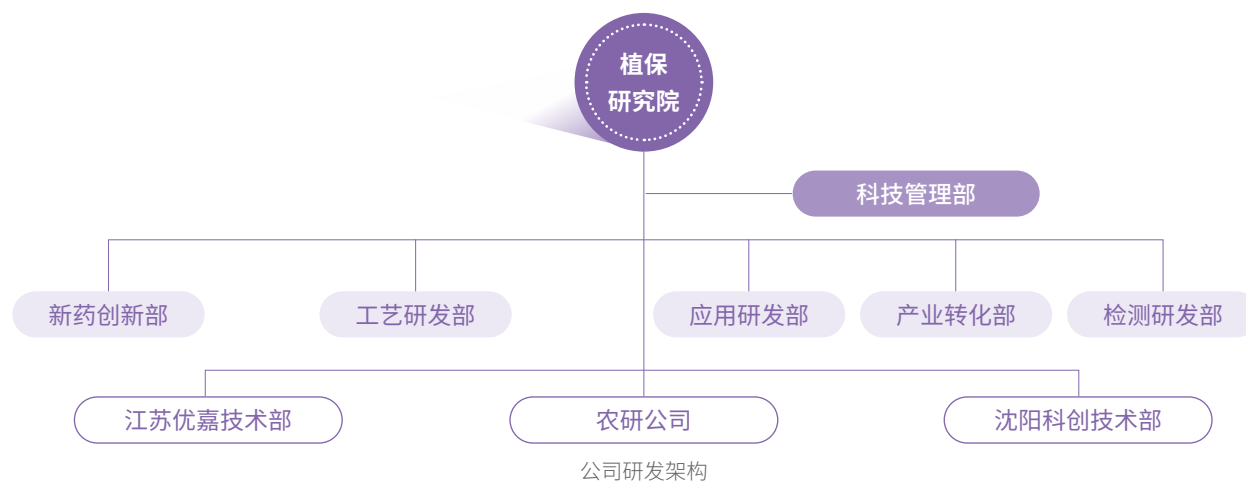 植保
研究院
科技管理部
新药创新部
工艺研发部
应用研发部
产业转化部
检测研发部
江苏优嘉技术部
农研公司
沈阳科创技术部
公司研发架构